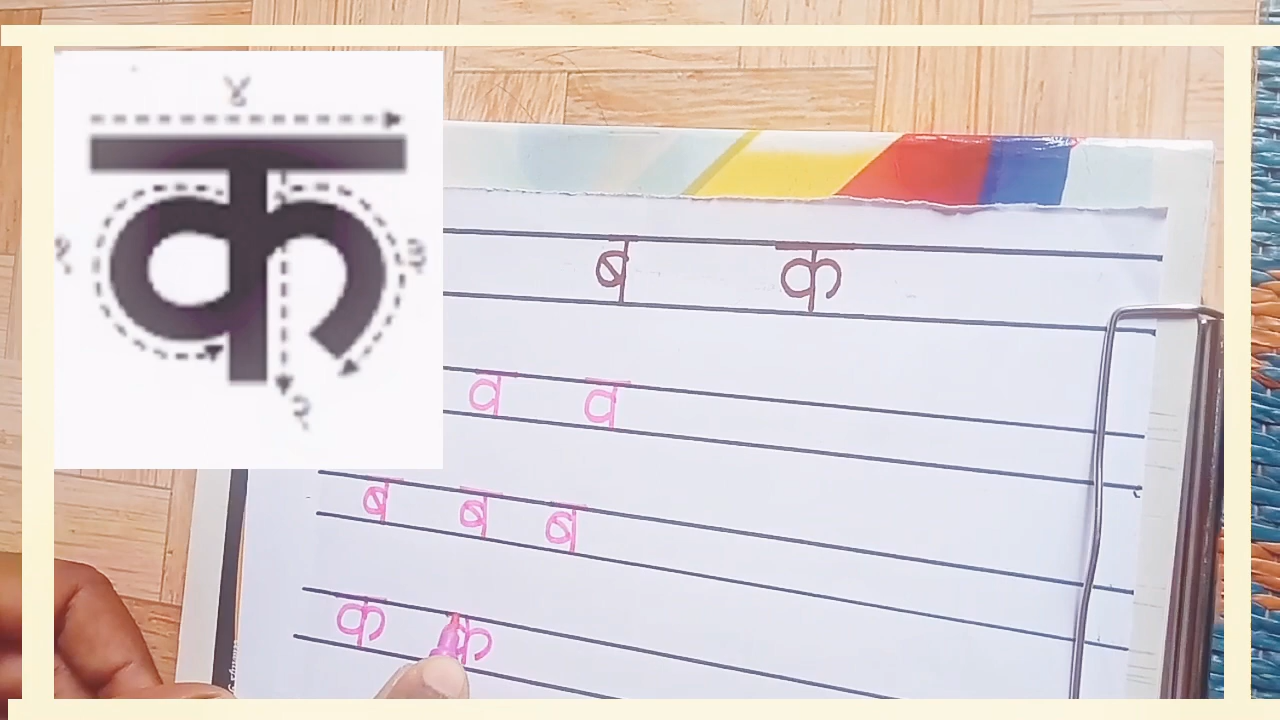 ४
१ क ३
२
ब क
व व
ब ब ब
क क